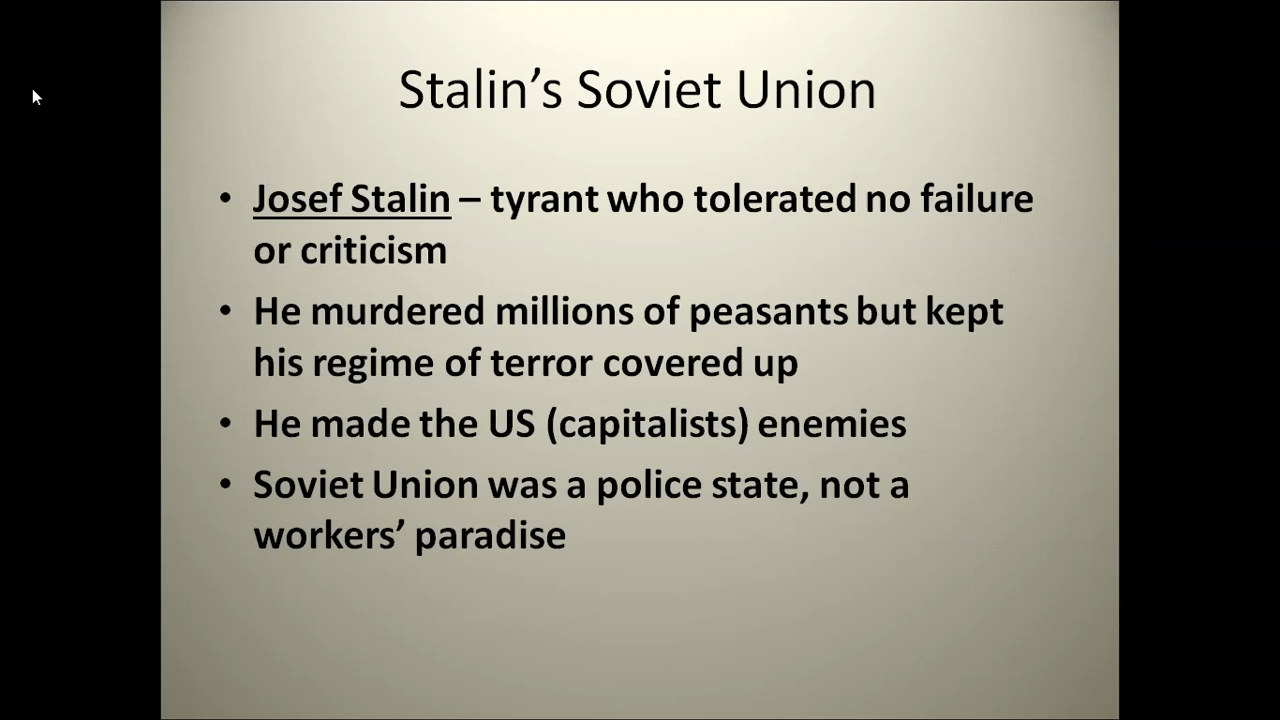 Stalin’s Soviet Union
• Josef Stalin – tyrant who tolerated no failure
or criticism
• He murdered millions of peasants but kept
his regime of terror covered up
• He made the US (capitalists) enemies
• Soviet Union was a police state, not a
workers’ paradise